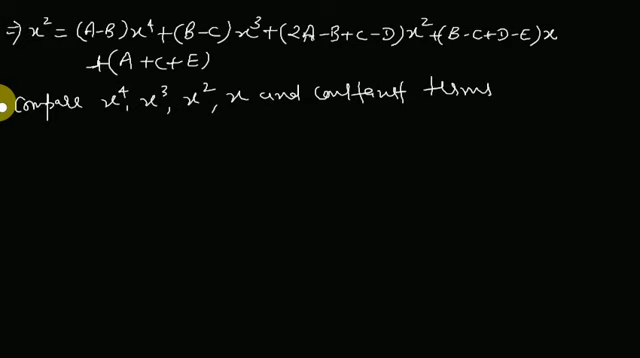 ⇒ x² = (A-B)x⁴ + (B-C)x³ + (2A-B+C-D)x² + (B-C+D-E)x
+ (A+C+E)
compare x⁴, x³, x², x and constant terms